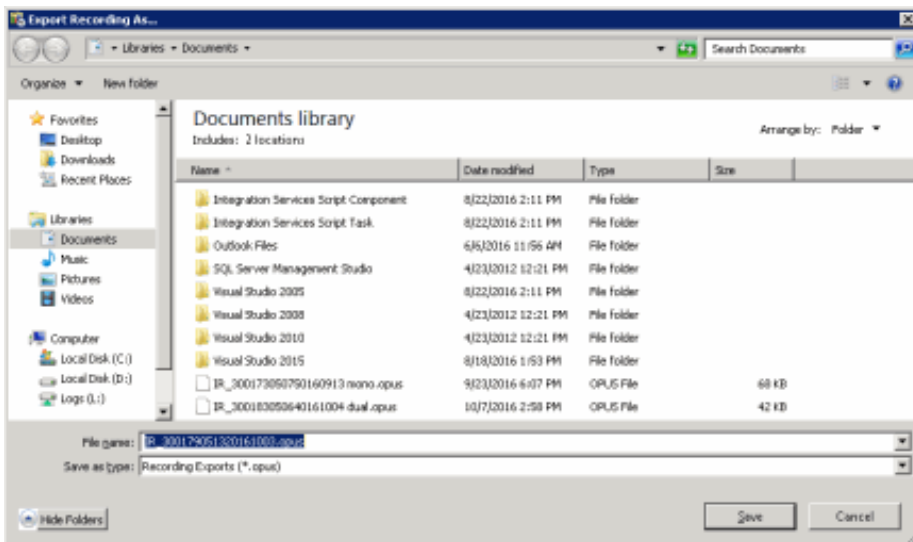 Export Recording As...
Libraries Documents
Search Documents
Organize New folder
Favorites
Desktop
Downloads
Recent Places
Libraries
Documents
Music
Pictures
Videos
Computer
Local Disk (C:)
Local Disk (D:)
Logs (L:)
Documents library
Includes: 2 locations
Arrange by: Folder
Name Date modified Type Size
Integration Services Script Component 8/22/2016 2:11 PM File folder
Integration Services Script Task 8/22/2016 2:11 PM File folder
Outlook Files 6/6/2016 11:56 AM File folder
SQL Server Management Studio 4/23/2012 12:21 PM File folder
Visual Studio 2005 8/22/2016 2:11 PM File folder
Visual Studio 2008 4/23/2012 12:21 PM File folder
Visual Studio 2010 4/23/2012 12:21 PM File folder
Visual Studio 2015 8/18/2016 1:53 PM File folder
IR_300173050750160913 mono.opus 9/23/2016 6:07 PM OPUS File 68 KB
IR_300183050640161004 dual.opus 10/7/2016 2:58 PM OPUS File 42 KB
File name: IR_300179051320161003.opus
Save as type: Recording Exports (*.opus)
Hide Folders
Save Cancel